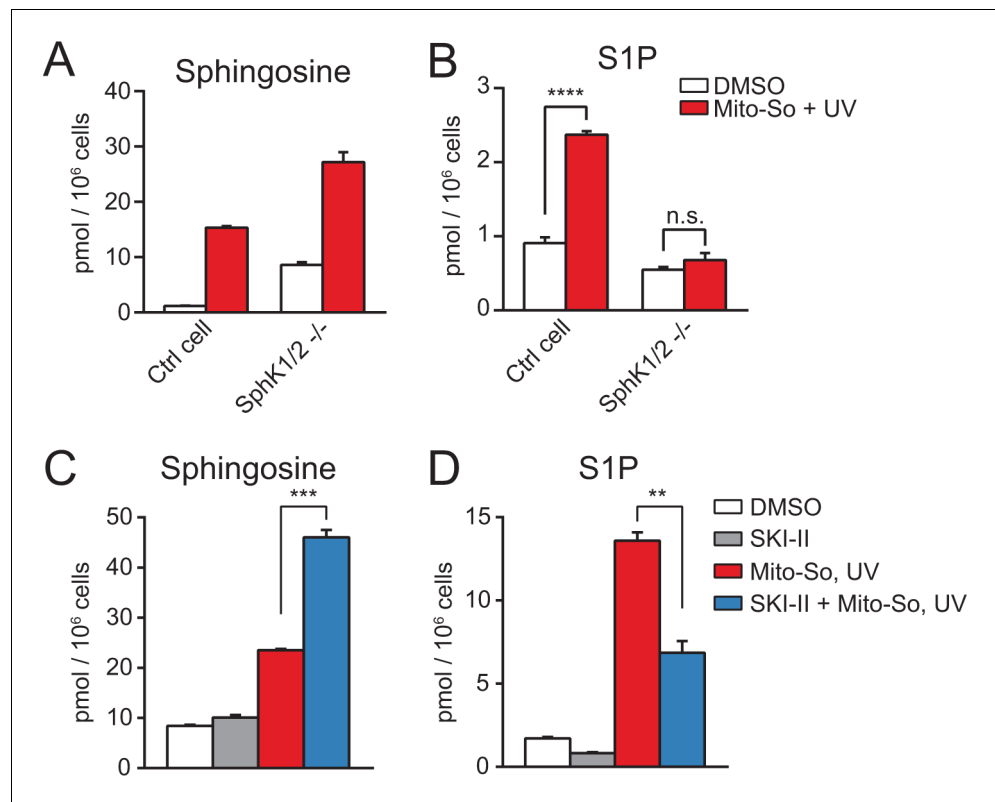 A
Sphingosine
pmol / 10⁶ cells
40
30
20
10
0
Ctrl cell
SphK1/2 -/-
B
S1P
pmol / 10⁶ cells
3
2
1
0
****
n.s.
Ctrl cell
SphK1/2 -/-
DMSO
Mito-So + UV
C
Sphingosine
pmol / 10⁶ cells
50
40
30
20
10
0
***
D
S1P
pmol / 10⁶ cells
15
10
5
0
**
DMSO
SKI-II
Mito-So, UV
SKI-II + Mito-So, UV